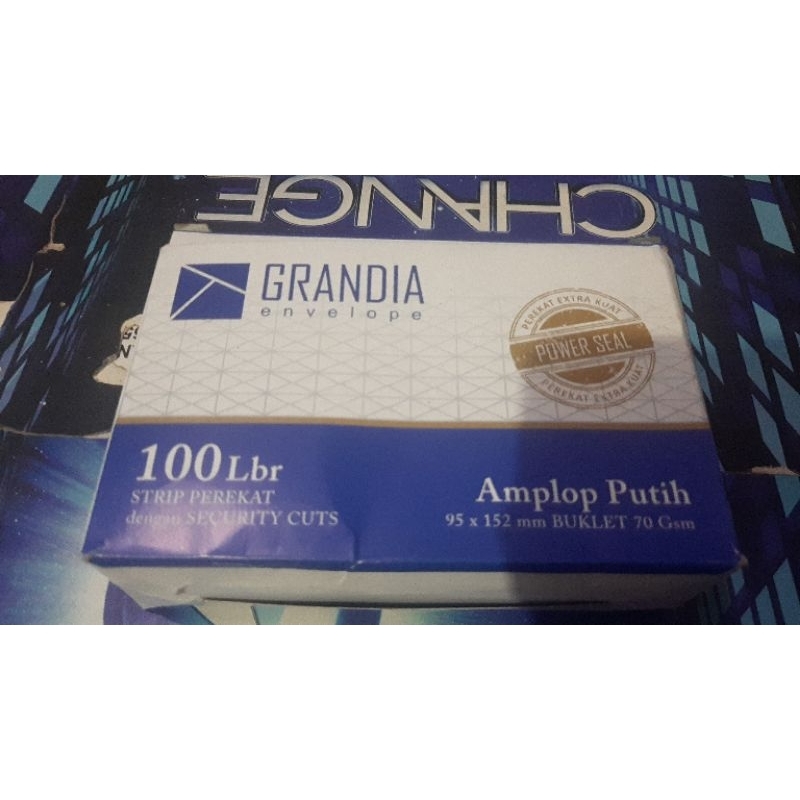 CHANGE
GRANDIA
envelope
PEREKAT EXTRA KUAT
POWER SEAL
PEREKAT EXTRA KUAT
100 Lbr
STRIP PEREKAT
dengan SECURITY CUTS
Amplop Putih
95 x 152 mm BUKLET 70 Gsm